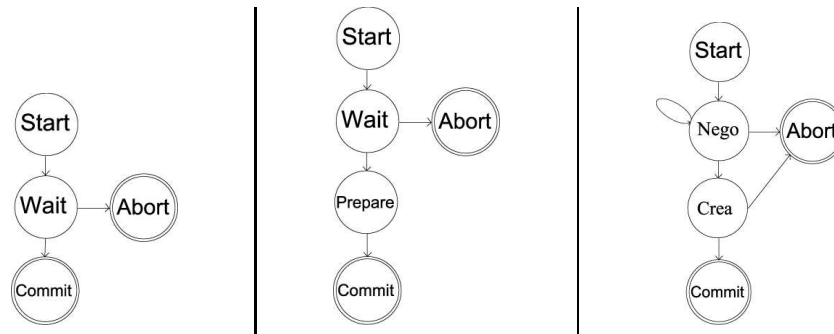 Start
Wait
Abort
Commit
Start
Wait
Abort
Prepare
Commit
Start
Nego
Abort
Crea
Commit